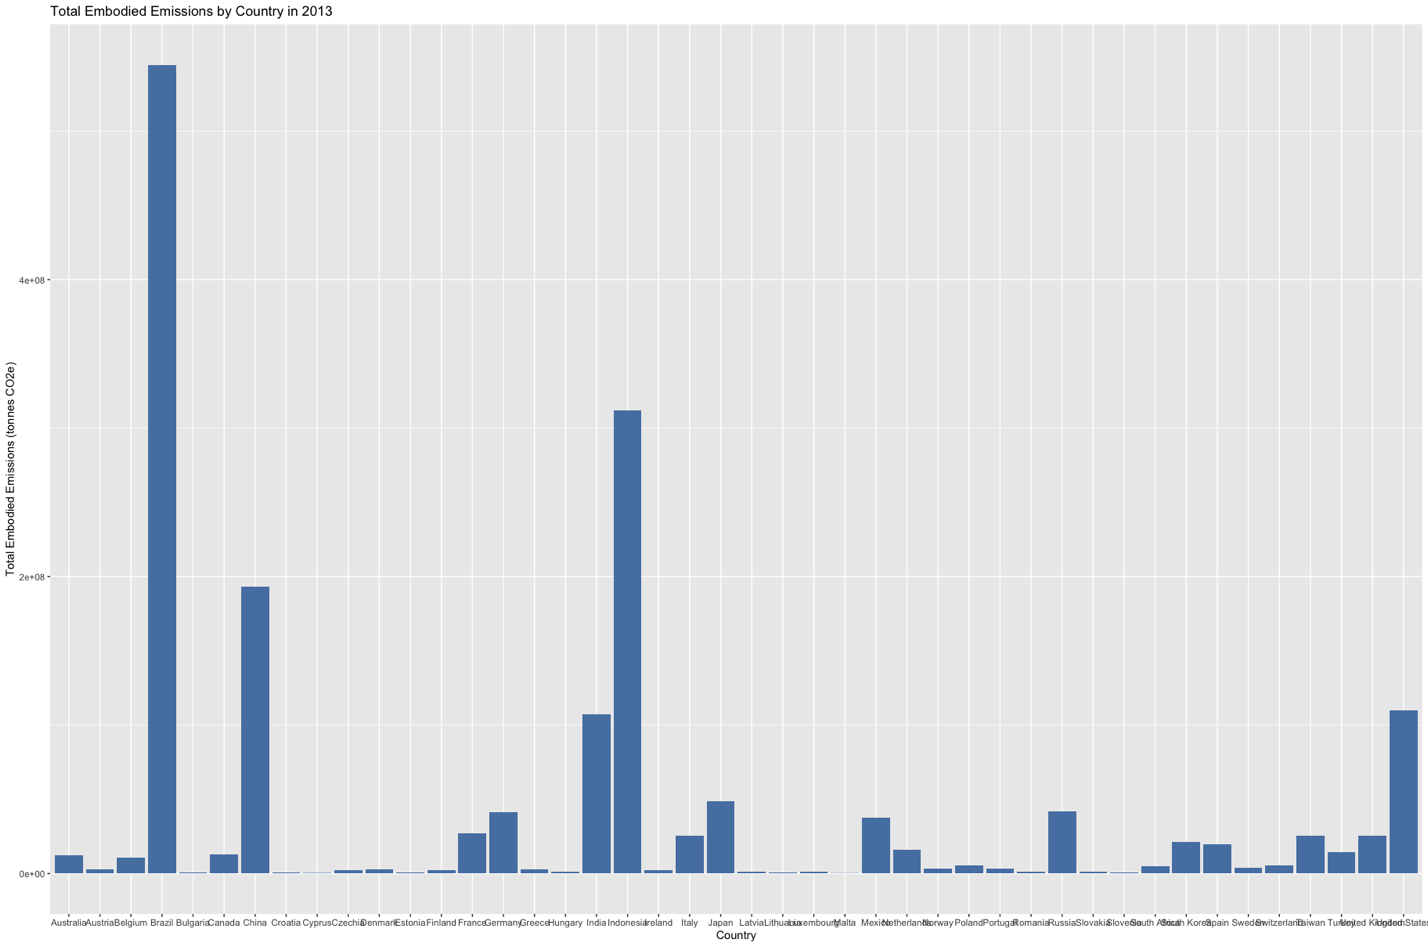 Total Embodied Emissions by Country in 2013
Total Embodied Emissions (tonnes CO2e)
4e+08
2e+08
0e+00
Australia Austria Belgium Brazil Bulgaria Canada China Croatia Cyprus Czechia Denmark Estonia Finland France Germany Greece Hungary India Indonesia Ireland Italy Japan Latvia Lithuania Luxembourg Malta Mexico Netherlands Norway Poland Portugal Romania Russia Slovakia Slovenia South Africa South Korea Spain Sweden Switzerland Taiwan Turkey United Kingdom United States
Country